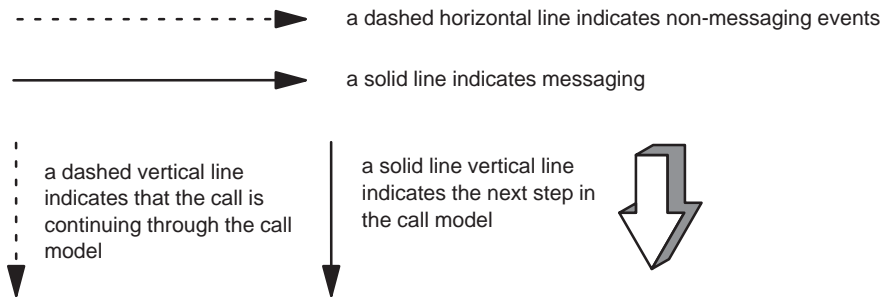 a dashed horizontal line indicates non-messaging events
a solid line indicates messaging
a dashed vertical line
indicates that the call is
continuing through the call
model
a solid line vertical line
indicates the next step in
the call model